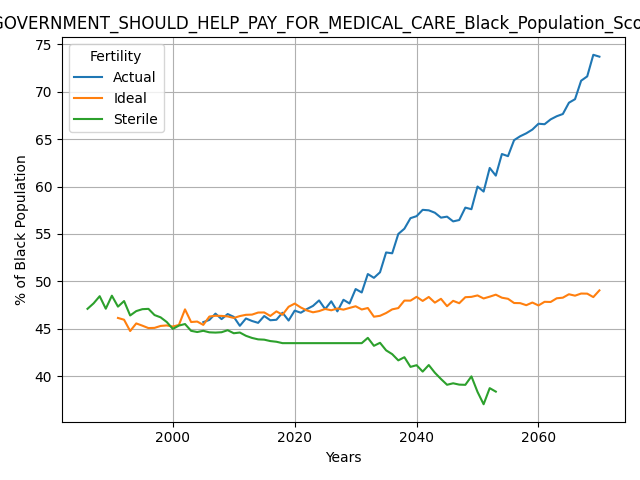 GOVERNMENT_SHOULD_HELP_PAY_FOR_MEDICAL_CARE_Black_Population_Sco
Fertility
Actual
Ideal
Sterile
% of Black Population
75
70
65
60
55
50
45
40
2000
2020
2040
2060
Years